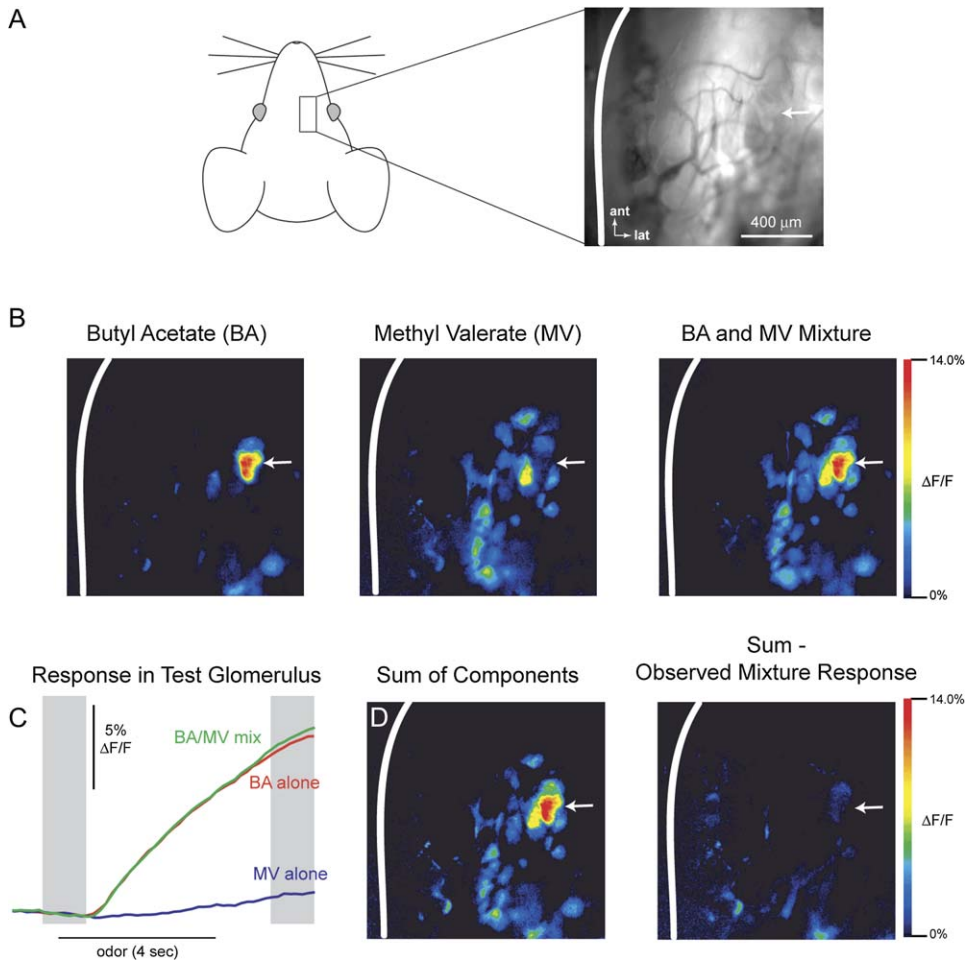 A
ant
lat
400 μm
B
Butyl Acetate (BA)
Methyl Valerate (MV)
BA and MV Mixture
14.0%
ΔF/F
0%
Response in Test Glomerulus
Sum of Components
Sum -
Observed Mixture Response
C
5%
ΔF/F
BA/MV mix
BA alone
MV alone
odor (4 sec)
D
14.0%
ΔF/F
0%